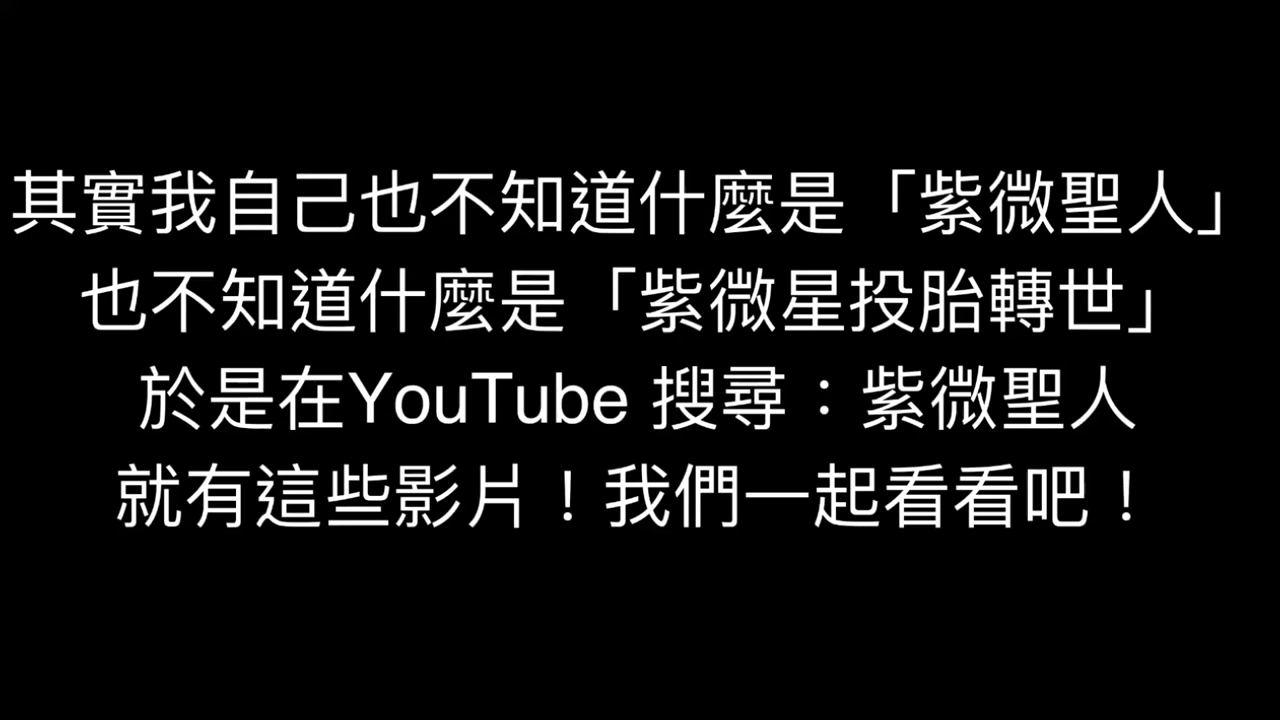 其實我自己也不知道什麼是「紫微聖人」
也不知道什麼是「紫微星投胎轉世」
於是在YouTube 搜尋：紫微聖人
就有這些影片！我們一起看看吧！